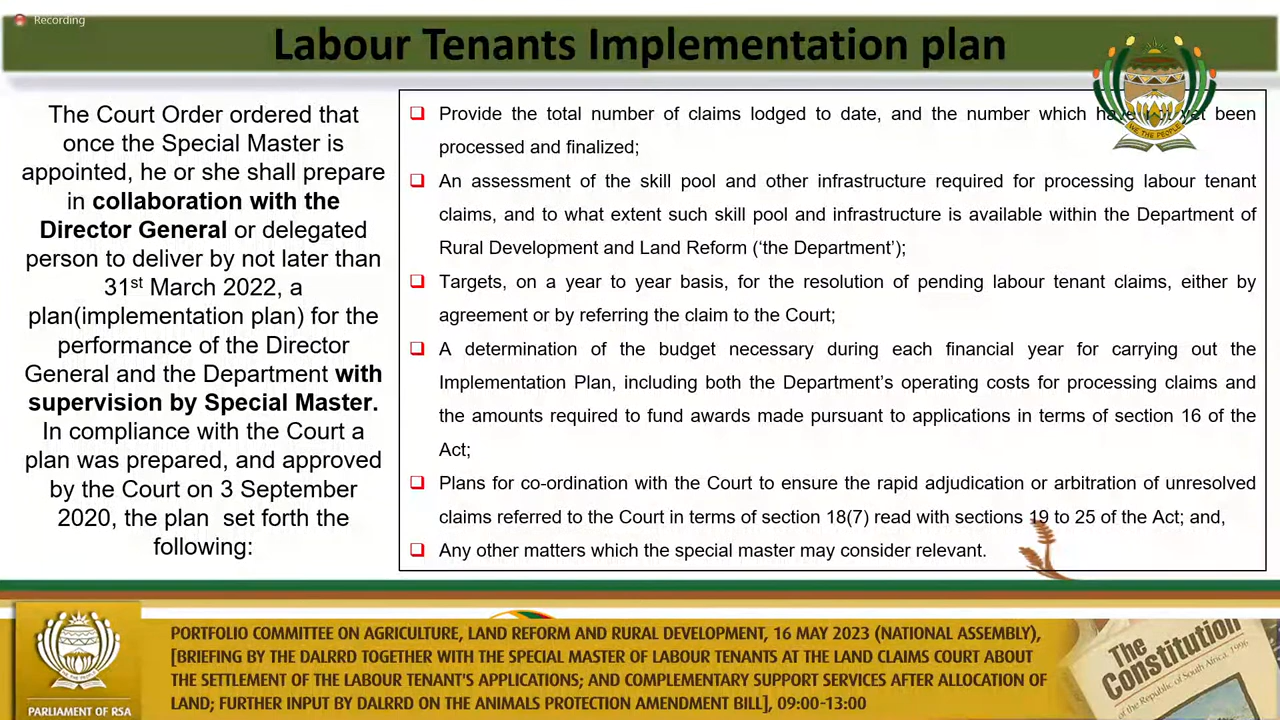 Recording
Labour Tenants Implementation plan
The Court Order ordered that
once the Special Master is
appointed, he or she shall prepare
in collaboration with the
Director General or delegated
person to deliver by not later than
31st March 2022, a
plan(implementation plan) for the
performance of the Director
General and the Department with
supervision by Special Master.
In compliance with the Court a
plan was prepared, and approved
by the Court on 3 September
2020, the plan set forth the
following:
Provide the total number of claims lodged to date, and the number which yet been
processed and finalized;
An assessment of the skill pool and other infrastructure required for processing labour tenant
claims, and to what extent such skill pool and infrastructure is available within the Department of
Rural Development and Land Reform (‘the Department’);
Targets, on a year to year basis, for the resolution of pending labour tenant claims, either by
agreement or by referring the claim to the Court;
A determination of the budget necessary during each financial year for carrying out the
Implementation Plan, including both the Department’s operating costs for processing claims and
the amounts required to fund awards made pursuant to applications in terms of section 16 of the
Act;
Plans for co-ordination with the Court to ensure the rapid adjudication or arbitration of unresolved
claims referred to the Court in terms of section 18(7) read with sections 19 to 25 of the Act; and,
Any other matters which the special master may consider relevant.
WE THE PEOPLE
PARLIAMENT OF RSA
PORTFOLIO COMMITTEE ON AGRICULTURE, LAND REFORM AND RURAL DEVELOPMENT, 16 MAY 2023 (NATIONAL ASSEMBLY),
[BRIEFING BY THE DALRRD TOGETHER WITH THE SPECIAL MASTER OF LABOUR TENANTS AT THE LAND CLAIMS COURT ABOUT
THE SETTLEMENT OF THE LABOUR TENANT'S APPLICATIONS; AND COMPLEMENTARY SUPPORT SERVICES AFTER ALLOCATION OF
LAND; FURTHER INPUT BY DALRRD ON THE ANIMALS PROTECTION AMENDMENT BILL], 09:00-13:00
The
Constitution
of the Republic of South Africa, 1996